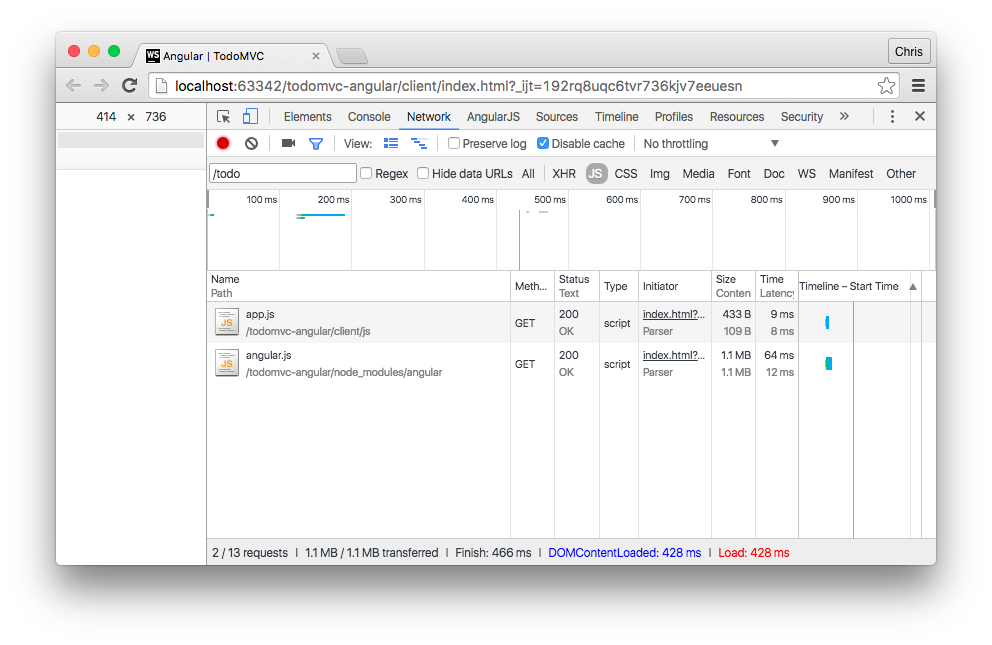 WS Angular | TodoMVC × Chris
localhost:63342/todomvc-angular/client/index.html?_ijt=192rq8uqc6tvr736kjv7eeuesn
414 × 736 Elements Console Network AngularJS Sources Timeline Profiles Resources Security »
View: Preserve log Disable cache No throttling
/todo Regex Hide data URLs All XHR JS CSS Img Media Font Doc WS Manifest Other
100 ms 200 ms 300 ms 400 ms 500 ms 600 ms 700 ms 800 ms 900 ms 1000 ms
Name Meth... Status Type Initiator Size Time Timeline – Start Time
Path Text Conten Latency
app.js GET 200 script index.html?... 433 B 9 ms
JS /todomvc-angular/client/js OK Parser 109 B 8 ms
angular.js GET 200 script index.html?... 1.1 MB 64 ms
JS /todomvc-angular/node_modules/angular OK Parser 1.1 MB 12 ms
2 / 13 requests | 1.1 MB / 1.1 MB transferred | Finish: 466 ms | DOMContentLoaded: 428 ms | Load: 428 ms